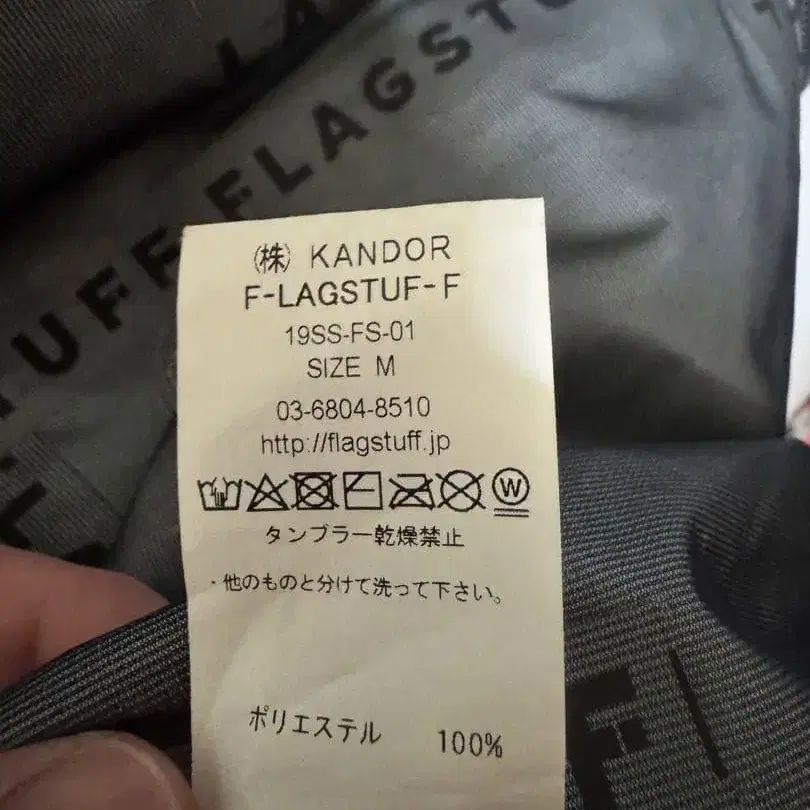 FLAGSTU
TUFF
(株) KANDOR
F-LAGSTUF-F
19SS-FS-01
SIZE M
03-6804-8510
http://flagstuff.jp
W
タンブラー乾燥禁止
・他のものと分けて洗って下さい。
ポリエステル 100%
F